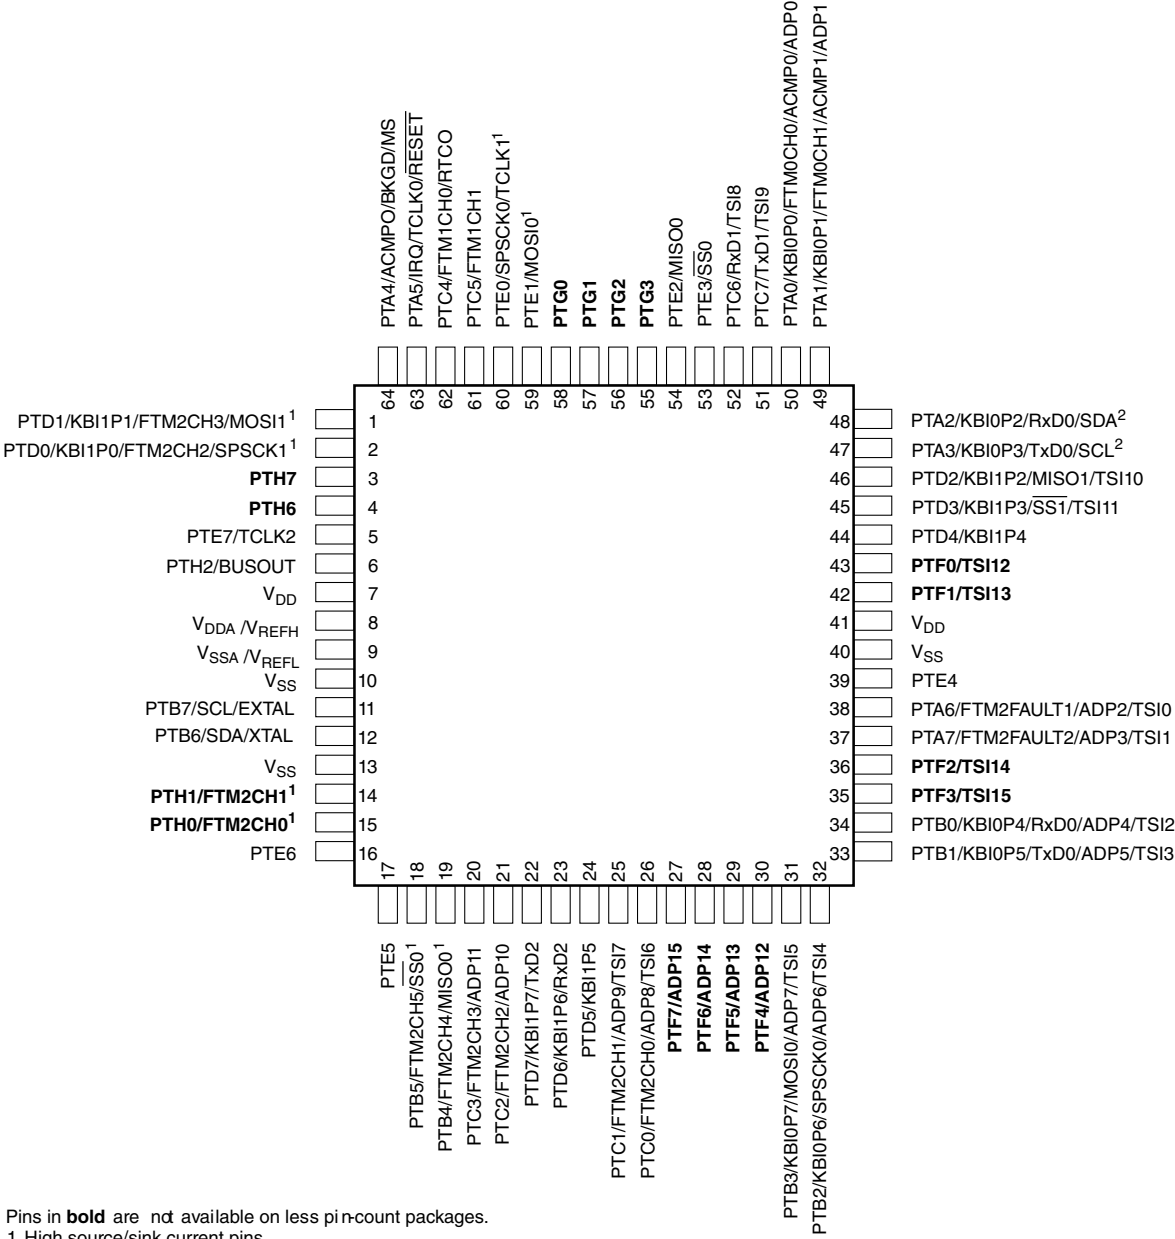 PTA4/ACMPO/BKGD/MS
PTA5/IRQ/TCLK0/RESET
PTC4/FTM1CH0/RTCO
PTC5/FTM1CH1
PTE0/SPSCK0/TCLK1¹
PTE1/MOSI0¹
PTG0
PTG1
PTG2
PTG3
PTE2/MISO0
PTE3/SS0
PTC6/RxD1/TSI8
PTC7/TxD1/TSI9
PTA0/KBI0P0/FTM0CH0/ACMP0/ADP0
PTA1/KBI0P1/FTM0CH1/ACMP1/ADP1
64 63 62 61 60 59 58 57 56 55 54 53 52 51 50 49
PTD1/KBI1P1/FTM2CH3/MOSI1¹ 1
PTD0/KBI1P0/FTM2CH2/SPSCK1¹ 2
PTH7 3
PTH6 4
PTE7/TCLK2 5
PTH2/BUSOUT 6
VDD 7
VDDA /VREFH 8
VSSA /VREFL 9
VSS 10
PTB7/SCL/EXTAL 11
PTB6/SDA/XTAL 12
VSS 13
PTH1/FTM2CH1¹ 14
PTH0/FTM2CH0¹ 15
PTE6 16
48 PTA2/KBI0P2/RxD0/SDA²
47 PTA3/KBI0P3/TxD0/SCL²
46 PTD2/KBI1P2/MISO1/TSI10
45 PTD3/KBI1P3/SS1/TSI11
44 PTD4/KBI1P4
43 PTF0/TSI12
42 PTF1/TSI13
41 VDD
40 VSS
39 PTE4
38 PTA6/FTM2FAULT1/ADP2/TSI0
37 PTA7/FTM2FAULT2/ADP3/TSI1
36 PTF2/TSI14
35 PTF3/TSI15
34 PTB0/KBI0P4/RxD0/ADP4/TSI2
33 PTB1/KBI0P5/TxD0/ADP5/TSI3
17 18 19 20 21 22 23 24 25 26 27 28 29 30 31 32
PTE5
PTB5/FTM2CH5/SS0¹
PTB4/FTM2CH4/MISO0¹
PTC3/FTM2CH3/ADP11
PTC2/FTM2CH2/ADP10
PTD7/KBI1P7/TxD2
PTD6/KBI1P6/RxD2
PTD5/KBI1P5
PTC1/FTM2CH1/ADP9/TSI7
PTC0/FTM2CH0/ADP8/TSI6
PTF7/ADP15
PTF6/ADP14
PTF5/ADP13
PTF4/ADP12
PTB3/KBI0P7/MOSI0/ADP7/TSI5
PTB2/KBI0P6/SPSCK0/ADP6/TSI4
Pins in bold are not available on less pin-count packages.
1. High source/sink current pins